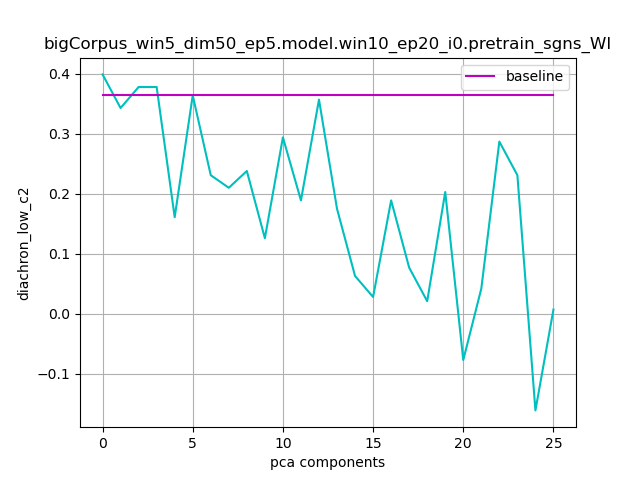 bigCorpus_win5_dim50_ep5.model.win10_ep20_i0.pretrain_sgns_WI
baseline
0.4
0.3
0.2
0.1
0.0
−0.1
diachron_low_c2
0 5 10 15 20 25
pca components